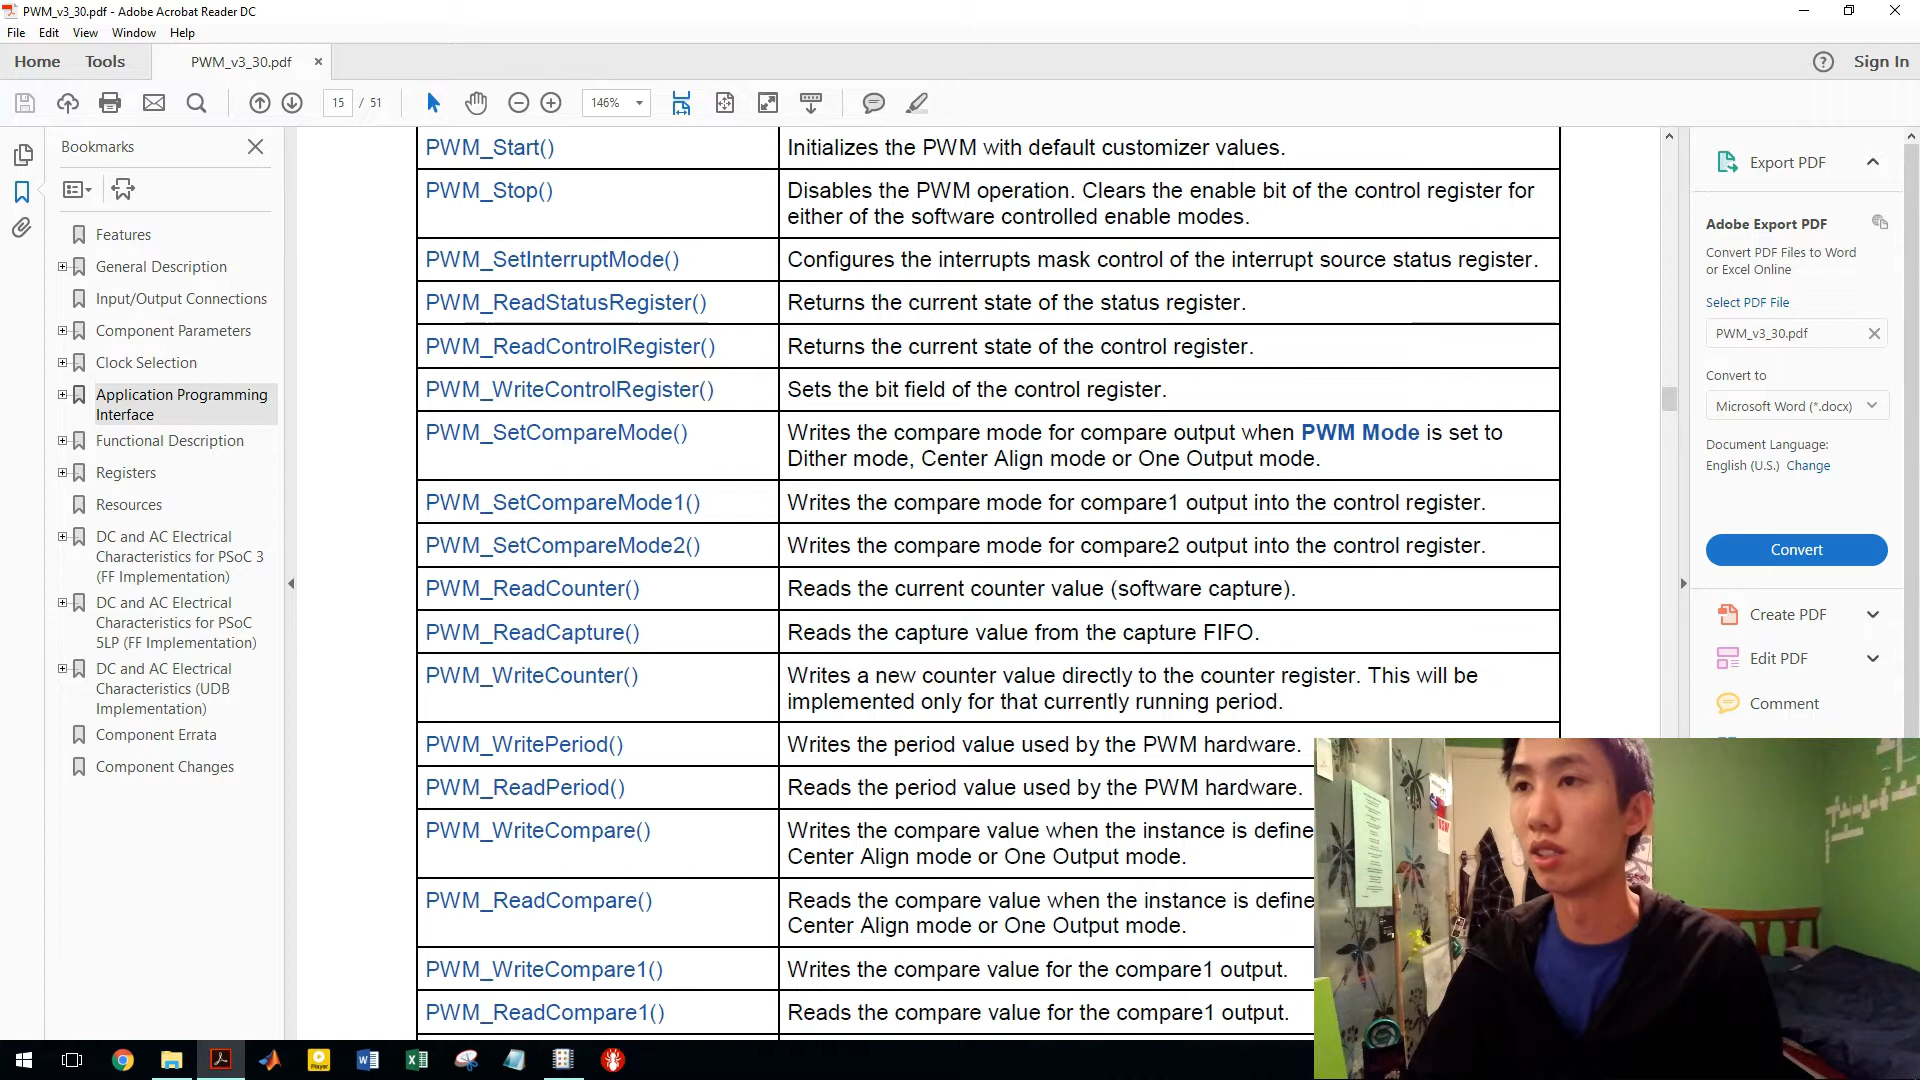 PWM_v3_30.pdf - Adobe Acrobat Reader DC
File Edit View Window Help
Home Tools PWM_v3_30.pdf × Sign In
15 / 51 146%
Bookmarks
Features
General Description
Input/Output Connections
Component Parameters
Clock Selection
Application Programming
Interface
Functional Description
Registers
Resources
DC and AC Electrical
Characteristics for PSoC 3
(FF Implementation)
DC and AC Electrical
Characteristics for PSoC
5LP (FF Implementation)
DC and AC Electrical
Characteristics (UDB
Implementation)
Component Errata
Component Changes
PWM_Start() Initializes the PWM with default customizer values.
PWM_Stop() Disables the PWM operation. Clears the enable bit of the control register for
either of the software controlled enable modes.
PWM_SetInterruptMode() Configures the interrupts mask control of the interrupt source status register.
PWM_ReadStatusRegister() Returns the current state of the status register.
PWM_ReadControlRegister() Returns the current state of the control register.
PWM_WriteControlRegister() Sets the bit field of the control register.
PWM_SetCompareMode() Writes the compare mode for compare output when PWM Mode is set to
Dither mode, Center Align mode or One Output mode.
PWM_SetCompareMode1() Writes the compare mode for compare1 output into the control register.
PWM_SetCompareMode2() Writes the compare mode for compare2 output into the control register.
PWM_ReadCounter() Reads the current counter value (software capture).
PWM_ReadCapture() Reads the capture value from the capture FIFO.
PWM_WriteCounter() Writes a new counter value directly to the counter register. This will be
implemented only for that currently running period.
PWM_WritePeriod() Writes the period value used by the PWM hardware.
PWM_ReadPeriod() Reads the period value used by the PWM hardware.
PWM_WriteCompare() Writes the compare value when the instance is define
Center Align mode or One Output mode.
PWM_ReadCompare() Reads the compare value when the instance is define
Center Align mode or One Output mode.
PWM_WriteCompare1() Writes the compare value for the compare1 output.
PWM_ReadCompare1() Reads the compare value for the compare1 output.
Export PDF
Adobe Export PDF
Convert PDF Files to Word
or Excel Online
Select PDF File
PWM_v3_30.pdf
Convert to
Microsoft Word (*.docx)
Document Language:
English (U.S.) Change
Convert
Create PDF
Edit PDF
Comment